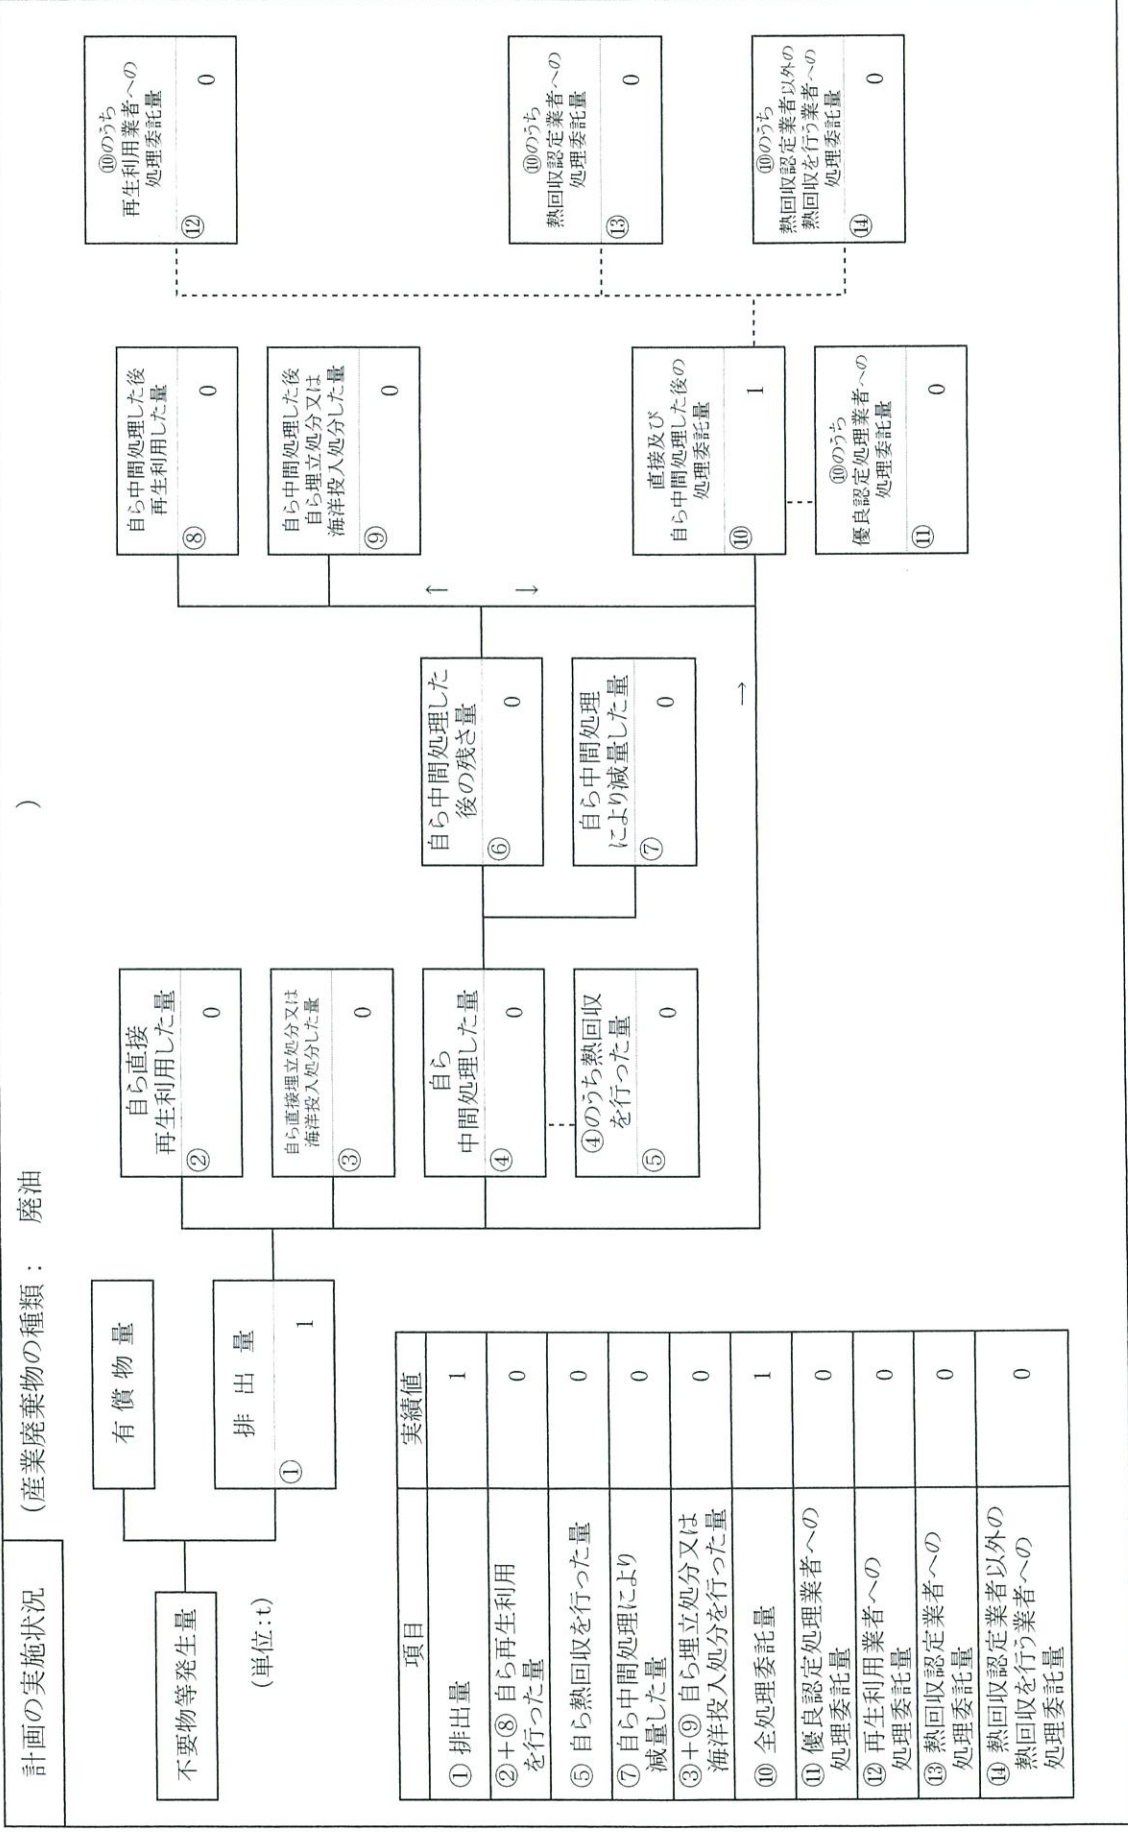 計画の実施状況
(産業廃棄物の種類： 廃油 )
不要物等発生量
(単位:t)
有償物量
排出量
① 1
自ら直接
再生利用した量
② 0
自ら直接埋立処分又は
海洋投入処分した量
③ 0
自ら
中間処理した量
④ 0
④のうち熱回収
を行った量
⑤ 0
自ら中間処理した
後の残さ量
⑥ 0
自ら中間処理
により減量した量
⑦ 0
自ら中間処理した後
再生利用した量
⑧ 0
自ら中間処理した後
自ら埋立処分又は
海洋投入処分した量
⑨ 0
直接及び
自ら中間処理した後の
処理委託量
⑩ 1
⑩のうち
優良認定処理業者への
処理委託量
⑪ 0
⑩のうち
再生利用業者への
処理委託量
⑫ 0
⑩のうち
熱回収認定業者への
処理委託量
⑬ 0
⑩のうち
熱回収認定業者以外の
熱回収を行う業者への
処理委託量
⑭ 0
項目 実績値
① 排出量 1
②＋⑧ 自ら再生利用
を行った量 0
⑤ 自ら熱回収を行った量 0
⑦ 自ら中間処理により
減量した量 0
③＋⑨ 自ら埋立処分又は
海洋投入処分を行った量 0
⑩ 全処理委託量 1
⑪ 優良認定処理業者への
処理委託量 0
⑫ 再生利用業者への
処理委託量 0
⑬ 熱回収認定業者への
処理委託量 0
⑭ 熱回収認定業者以外の
熱回収を行う業者への
処理委託量 0